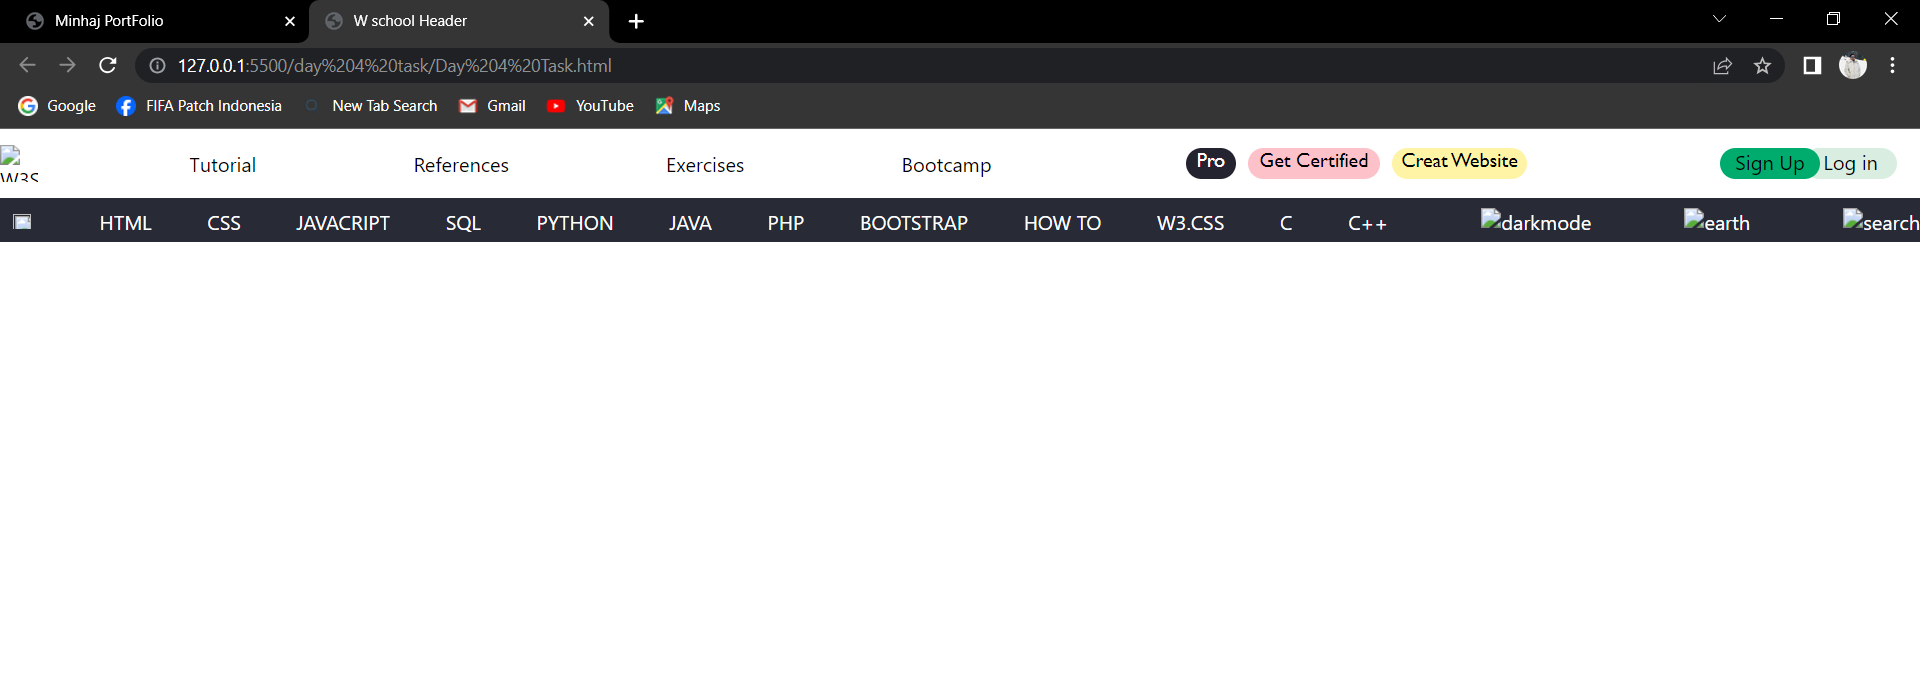 Minhaj PortFolio
W school Header
127.0.0.1:5500/day%204%20task/Day%204%20Task.html
Google FIFA Patch Indonesia New Tab Search Gmail YouTube Maps
W3S Tutorial References Exercises Bootcamp Pro Get Certified Creat Website Sign Up Log in
HTML CSS JAVACRIPT SQL PYTHON JAVA PHP BOOTSTRAP HOW TO W3.CSS C C++ darkmode earth search